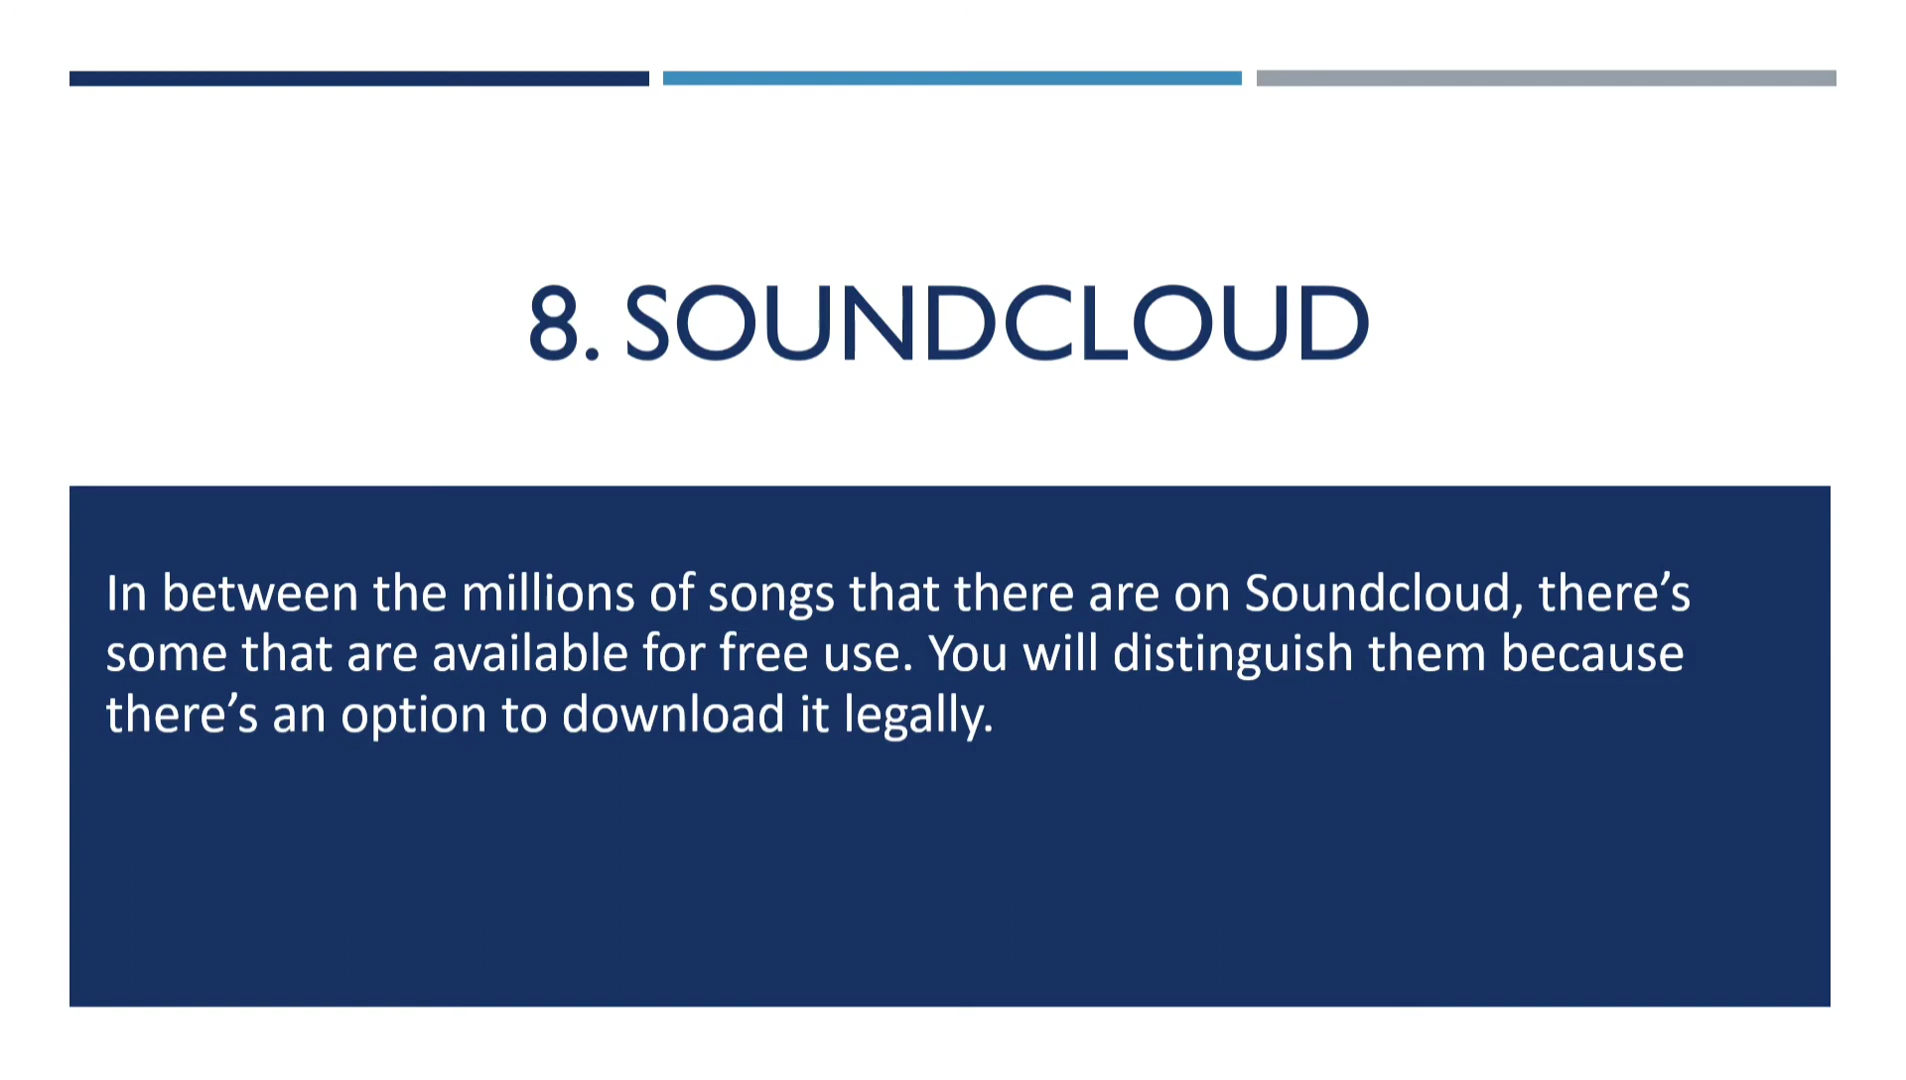 8. SOUNDCLOUD
In between the millions of songs that there are on Soundcloud, there’s
some that are available for free use. You will distinguish them because
there’s an option to download it legally.